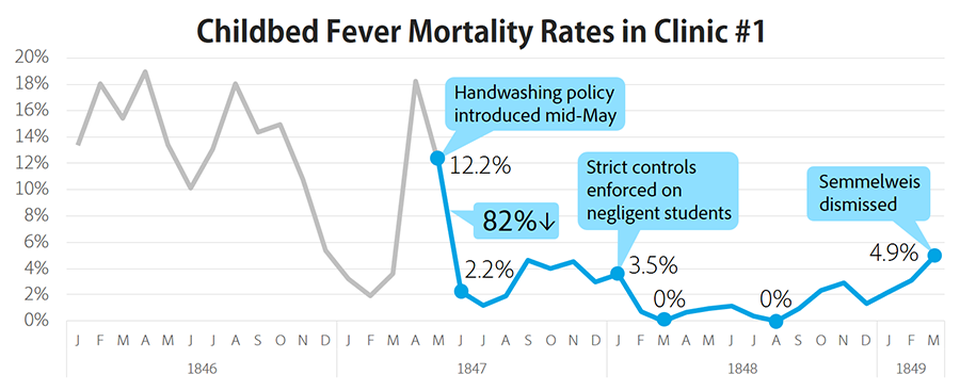 Childbed Fever Mortality Rates in Clinic #1
20%
18%
16%
14%
12%
10%
8%
6%
4%
2%
0%
Handwashing policy
introduced mid-May
12.2%
82%↓
2.2%
Strict controls
enforced on
negligent students
3.5%
0%
0%
Semmelweis
dismissed
4.9%
J F M A M J J A S O N D J F M A M J J A S O N D J F M A M J J A S O N D J F M
1846 1847 1848 1849